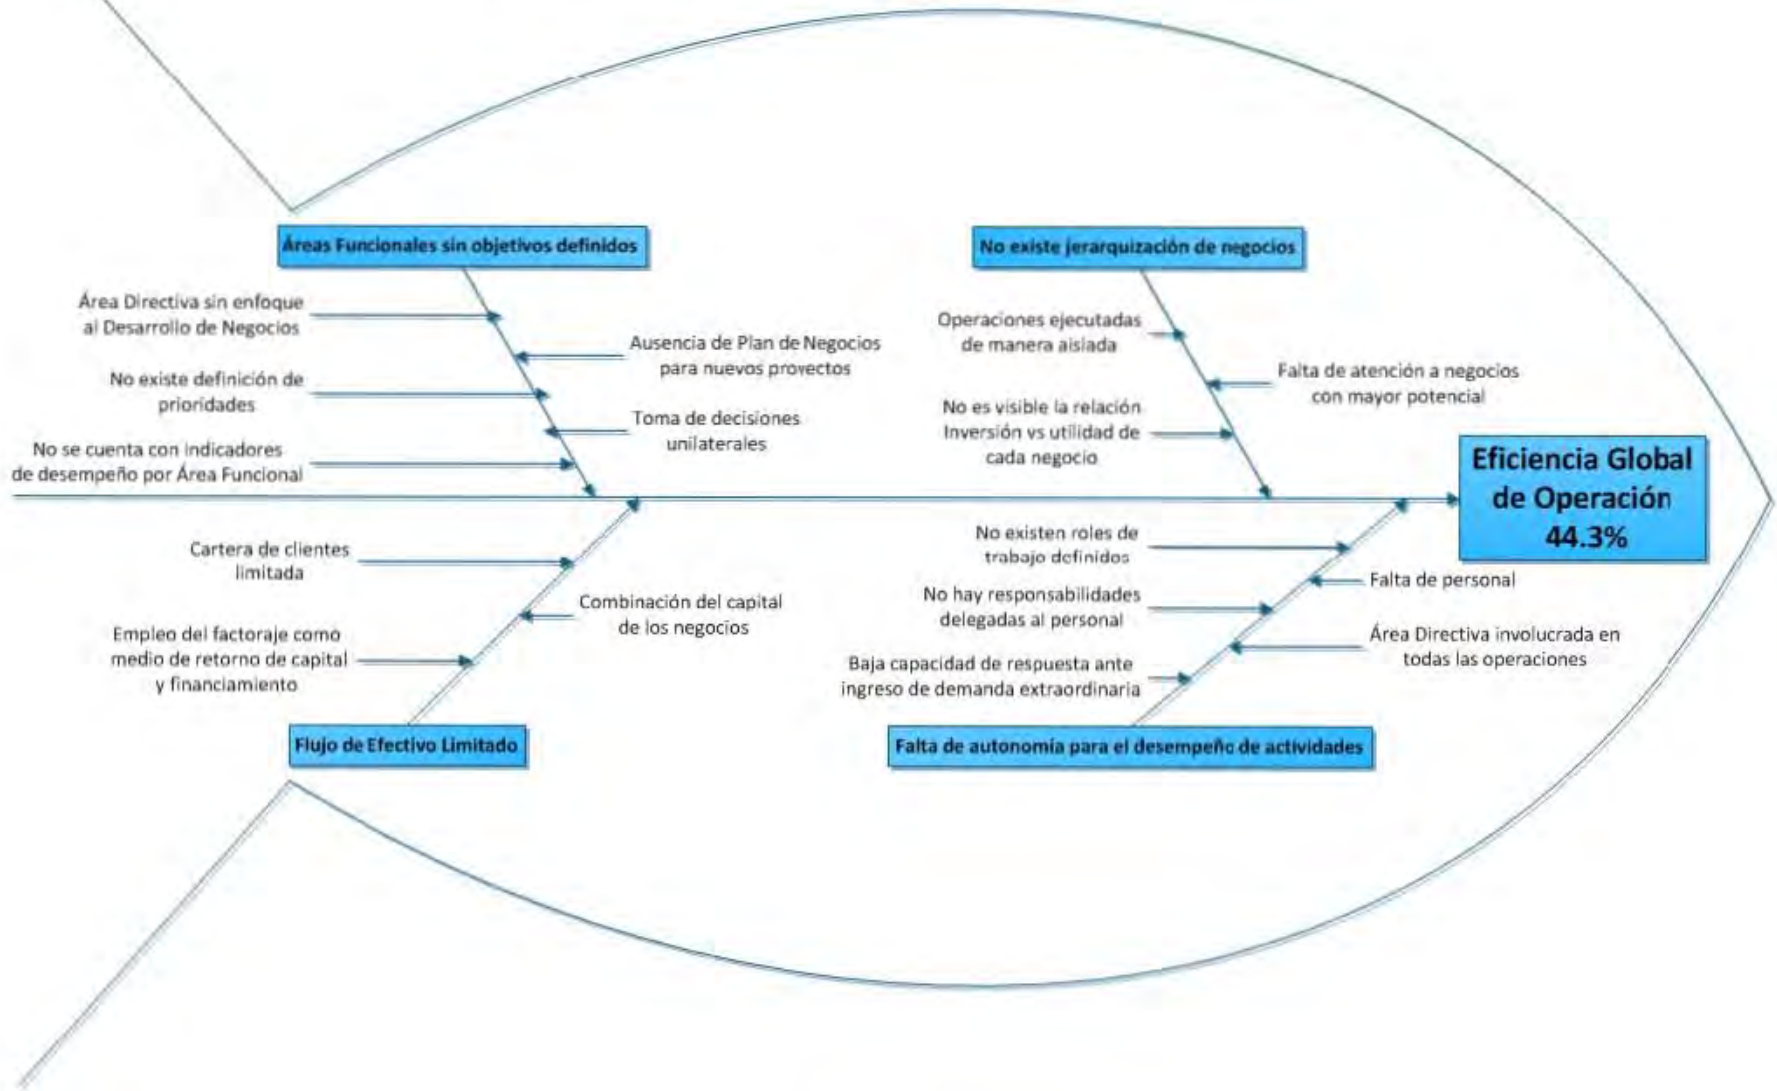 Áreas Funcionales sin objetivos definidos
Área Directiva sin enfoque
al Desarrollo de Negocios
Ausencia de Plan de Negocios
para nuevos proyectos
No existe definición de
prioridades
Toma de decisiones
unilaterales
No se cuenta con indicadores
de desempeño por Área Funcional
No existe jerarquización de negocios
Operaciones ejecutadas
de manera aislada
Falta de atención a negocios
con mayor potencial
No es visible la relación
Inversión vs utilidad de
cada negocio
Eficiencia Global
de Operación
44.3%
Cartera de clientes
limitada
Combinación del capital
de los negocios
Empleo del factoraje como
medio de retorno de capital
y financiamiento
Flujo de Efectivo Limitado
No existen roles de
trabajo definidos
Falta de personal
No hay responsabilidades
delegadas al personal
Área Directiva involucrada en
todas las operaciones
Baja capacidad de respuesta ante
ingreso de demanda extraordinaria
Falta de autonomía para el desempeño de actividades